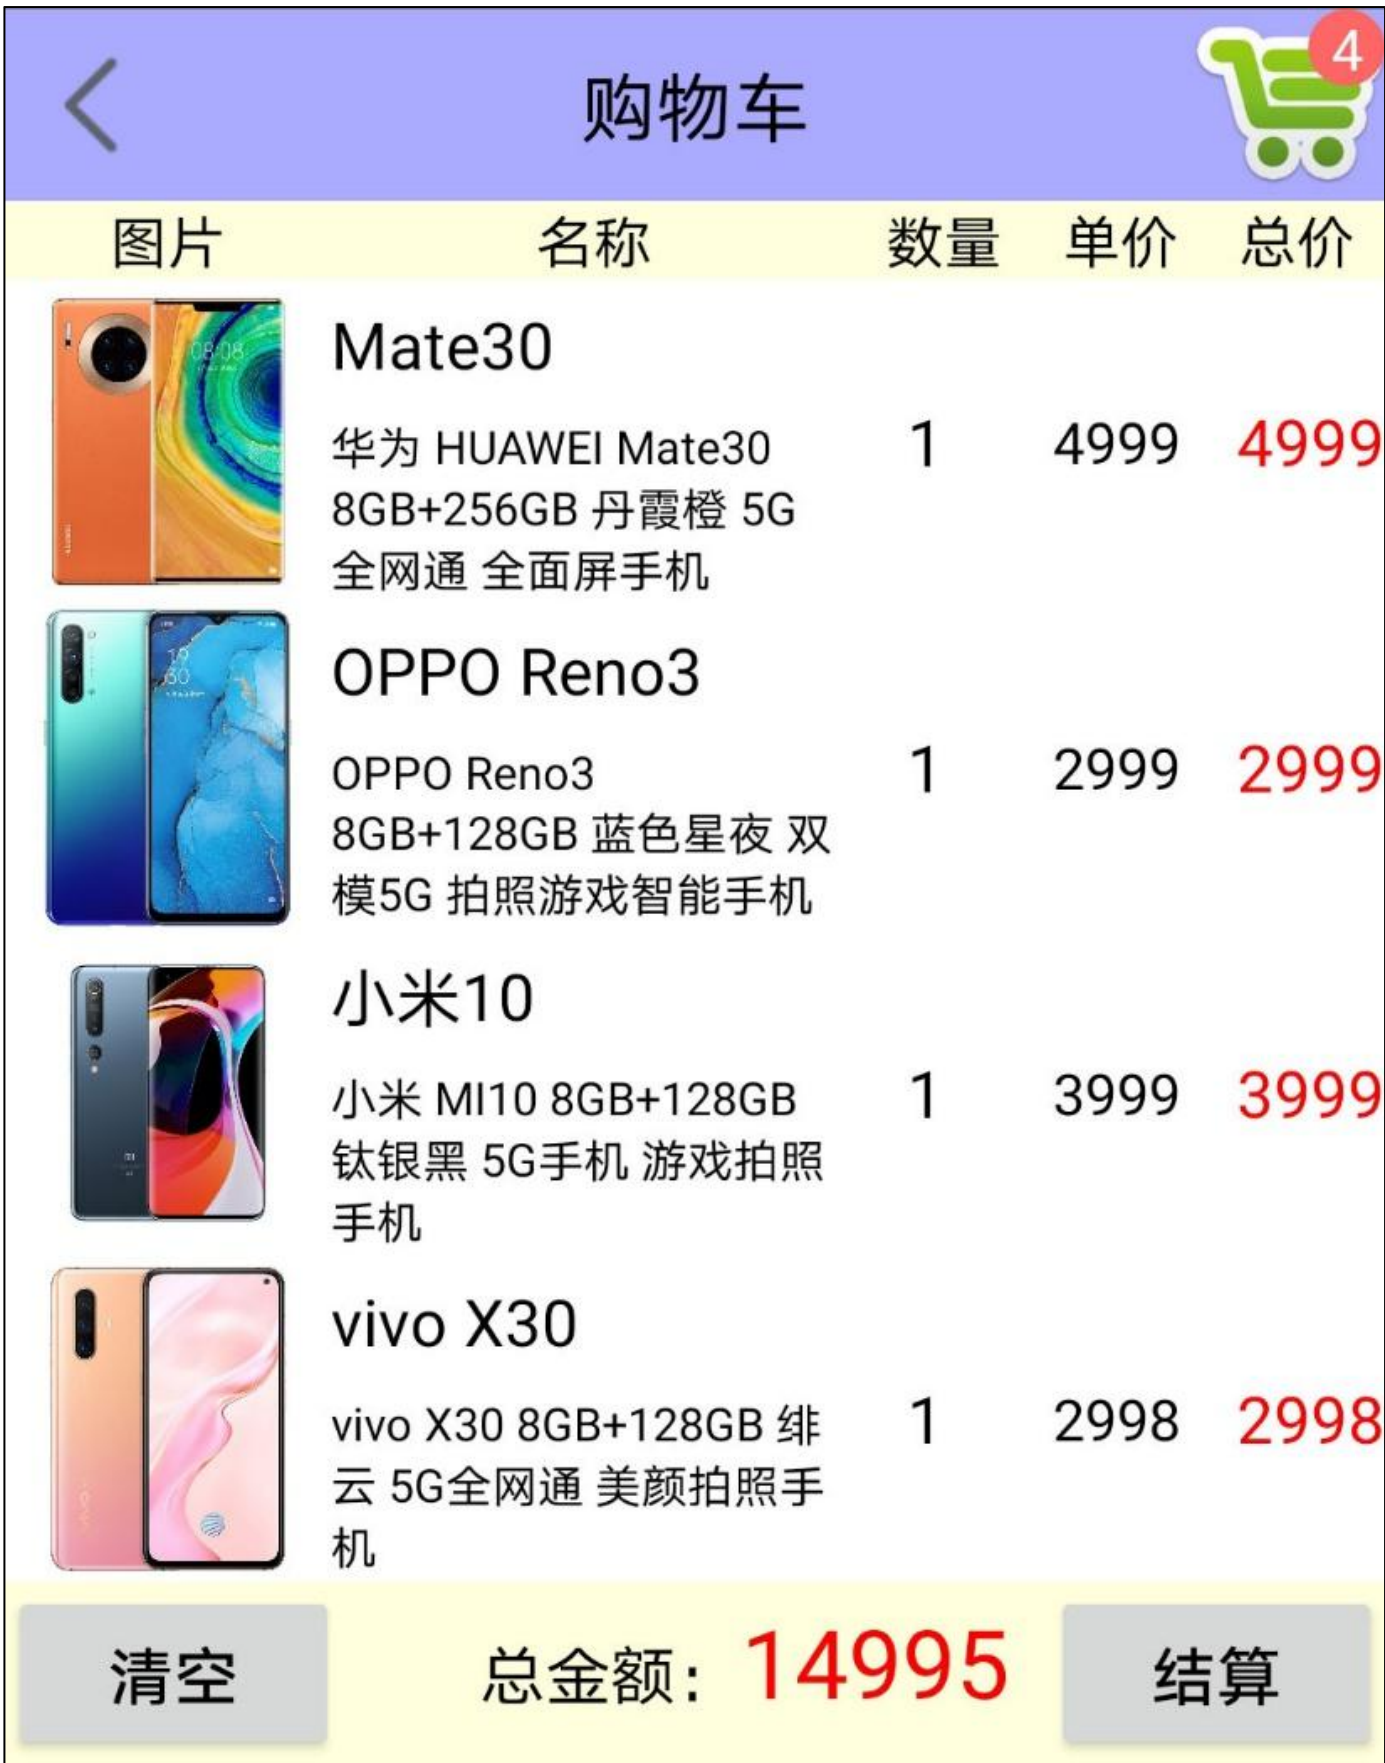 购物车
4
图片 名称 数量 单价 总价
08:08
Mate30
华为 HUAWEI Mate30 1 4999 4999
8GB+256GB 丹霞橙 5G
全网通 全面屏手机
19
30
OPPO Reno3
OPPO Reno3 1 2999 2999
8GB+128GB 蓝色星夜 双
模5G 拍照游戏智能手机
小米10
小米 MI10 8GB+128GB 1 3999 3999
钛银黑 5G手机 游戏拍照
手机
vivo X30
vivo X30 8GB+128GB 绯 1 2998 2998
云 5G全网通 美颜拍照手
机
清空 总金额: 14995 结算